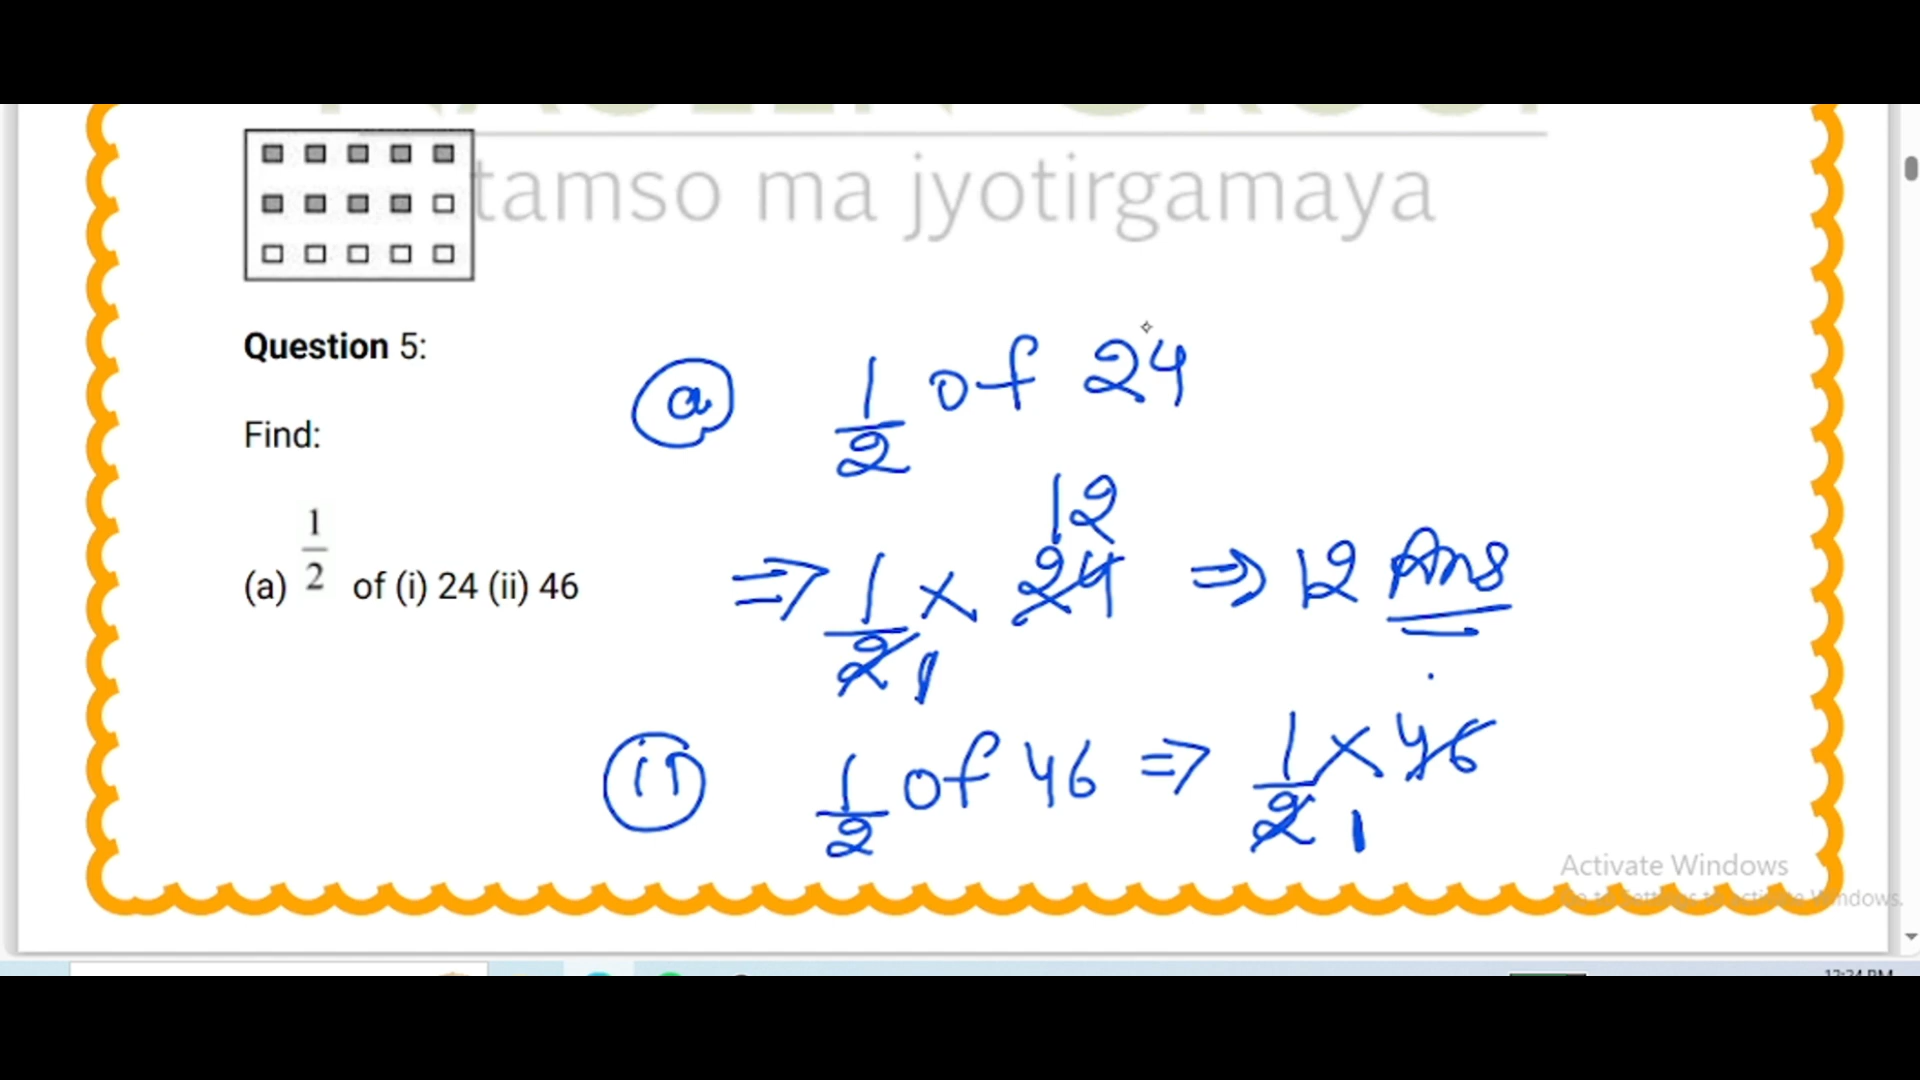 tamso ma jyotirgamaya
Question 5:
Find:
(a) 1/2 of (i) 24 (ii) 46
(a) 1/2 of 24
12
⇒ 1/2 × 24 ⇒ 12 Ans
1
(ii) 1/2 of 46 ⇒ 1/2 × 46
1
Activate Windows